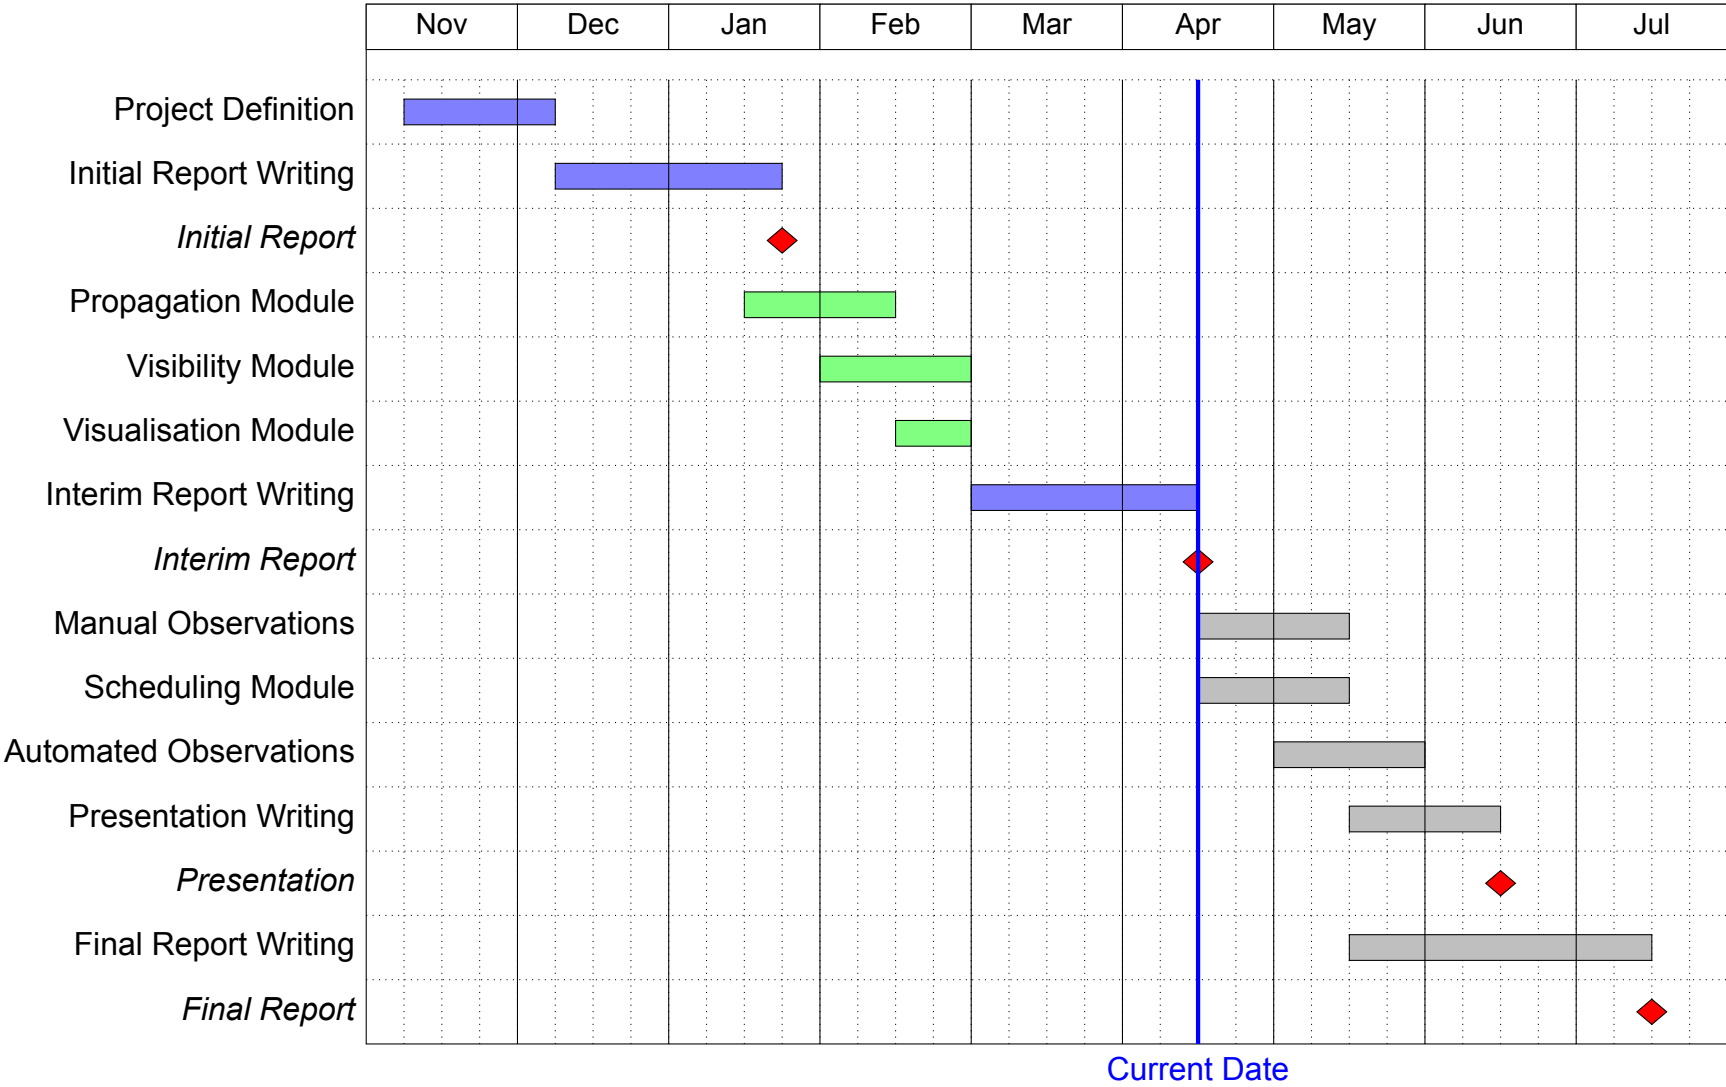 Nov Dec Jan Feb Mar Apr May Jun Jul
Project Definition
Initial Report Writing
Initial Report
Propagation Module
Visibility Module
Visualisation Module
Interim Report Writing
Interim Report
Manual Observations
Scheduling Module
Automated Observations
Presentation Writing
Presentation
Final Report Writing
Final Report
Current Date